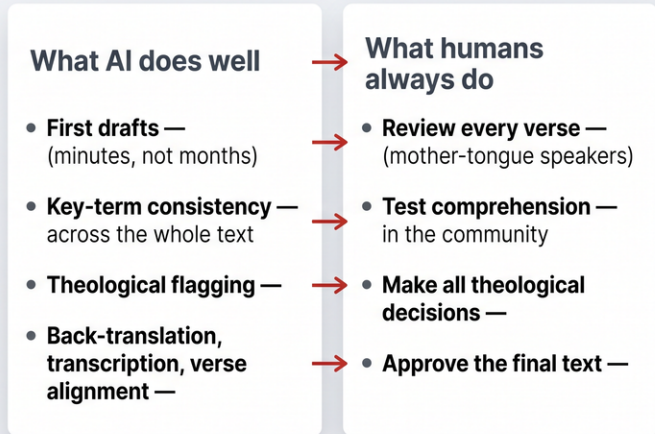 What AI does well
• First drafts —
(minutes, not months)
• Key-term consistency —
across the whole text
• Theological flagging —
• Back-translation,
transcription, verse
alignment —
What humans
always do
• Review every verse —
(mother-tongue speakers)
• Test comprehension —
in the community
• Make all theological
decisions —
• Approve the final text —